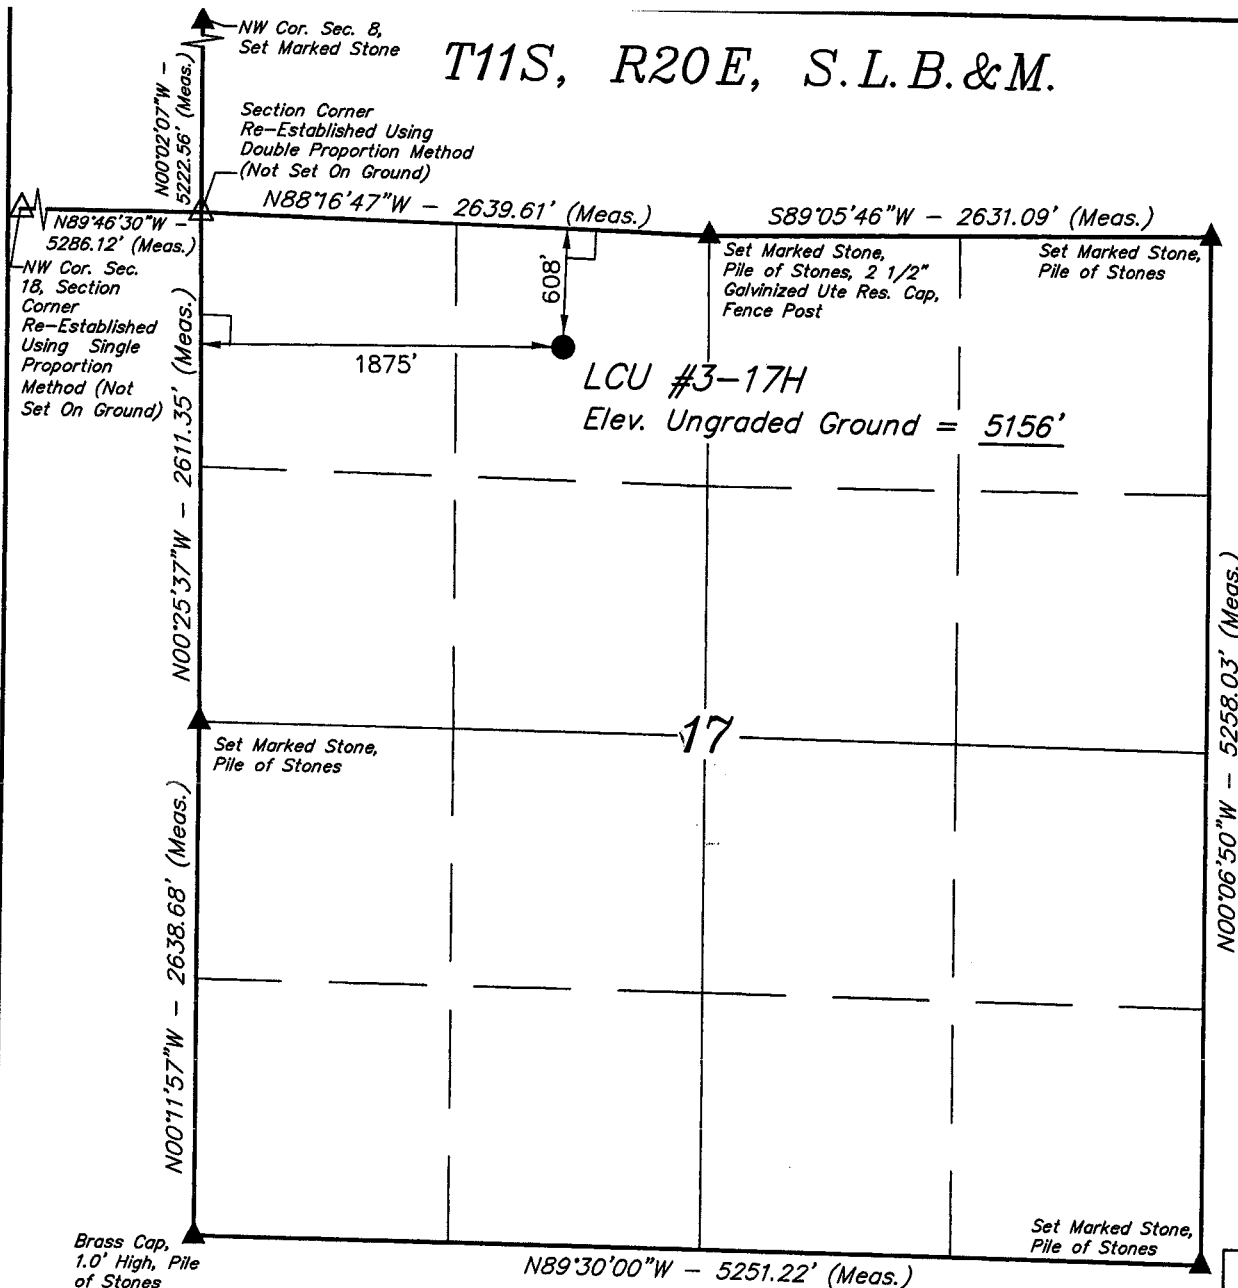 NW Cor. Sec. 8,
Set Marked Stone
T11S, R20E, S.L.B.&M.
N00°02'07"W –
5222.56' (Meas.)
Section Corner
Re–Established Using
Double Proportion Method
(Not Set On Ground)
N88°16'47"W – 2639.61' (Meas.)
S89°05'46"W – 2631.09' (Meas.)
N89°46'30"W –
5286.12' (Meas.)
NW Cor. Sec.
18, Section
Corner
Re–Established
Using Single
Proportion
Method (Not
Set On Ground)
608'
Set Marked Stone,
Pile of Stones, 2 1/2"
Galvinized Ute Res. Cap,
Fence Post
Set Marked Stone,
Pile of Stones
1875'
LCU #3–17H
Elev. Ungraded Ground = 5156'
N00°25'37"W – 2611.35' (Meas.)
17
Set Marked Stone,
Pile of Stones
N00°06'50"W – 5258.03' (Meas.)
N00°11'57"W – 2638.68' (Meas.)
Set Marked Stone,
Pile of Stones
Brass Cap,
1.0' High, Pile
of Stones
N89°30'00"W – 5251.22' (Meas.)